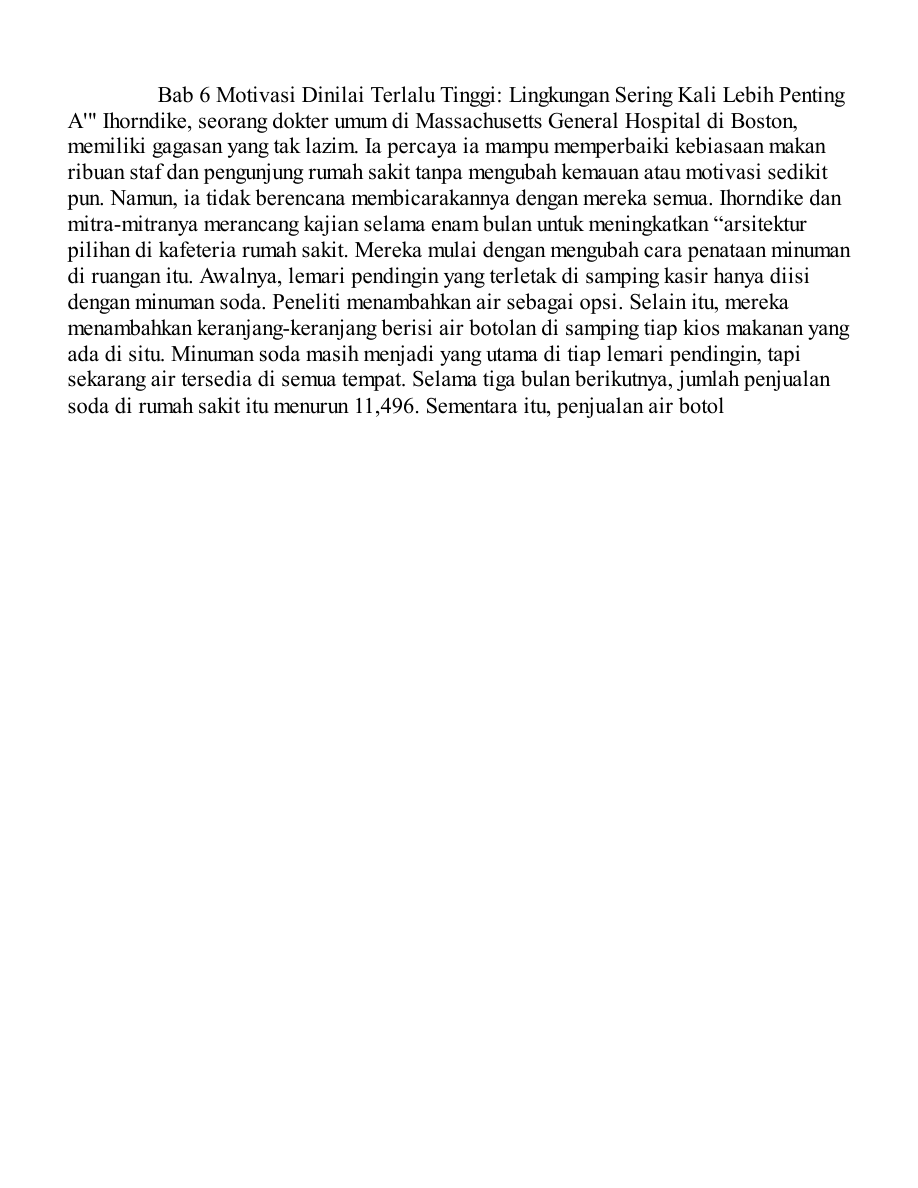 Bab 6 Motivasi Dinilai Terlalu Tinggi: Lingkungan Sering Kali Lebih Penting
A'" Ihorndike, seorang dokter umum di Massachusetts General Hospital di Boston,
memiliki gagasan yang tak lazim. Ia percaya ia mampu memperbaiki kebiasaan makan
ribuan staf dan pengunjung rumah sakit tanpa mengubah kemauan atau motivasi sedikit
pun. Namun, ia tidak berencana membicarakannya dengan mereka semua. Ihorndike dan
mitra-mitranya merancang kajian selama enam bulan untuk meningkatkan “arsitektur
pilihan di kafeteria rumah sakit. Mereka mulai dengan mengubah cara penataan minuman
di ruangan itu. Awalnya, lemari pendingin yang terletak di samping kasir hanya diisi
dengan minuman soda. Peneliti menambahkan air sebagai opsi. Selain itu, mereka
menambahkan keranjang-keranjang berisi air botolan di samping tiap kios makanan yang
ada di situ. Minuman soda masih menjadi yang utama di tiap lemari pendingin, tapi
sekarang air tersedia di semua tempat. Selama tiga bulan berikutnya, jumlah penjualan
soda di rumah sakit itu menurun 11,496. Sementara itu, penjualan air botol